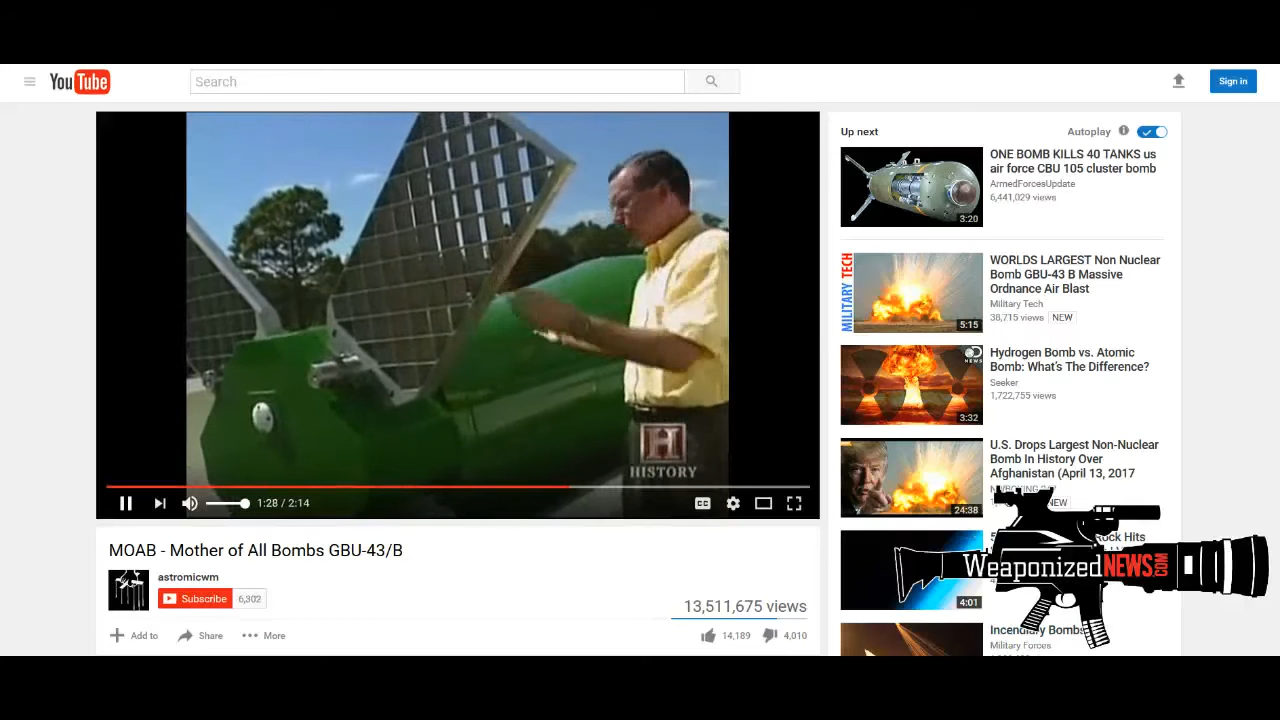 YouTube
Search
Sign in
H
HISTORY
1:28 / 2:14
CC
MOAB - Mother of All Bombs GBU-43/B
astromicwm
Subscribe 6,302
13,511,675 views
Add to Share More
14,189 4,010
Up next
Autoplay
3:20
ONE BOMB KILLS 40 TANKS us
air force CBU 105 cluster bomb
ArmedForcesUpdate
6,441,029 views
MILITARY TECH
5:15
WORLDS LARGEST Non Nuclear
Bomb GBU-43 B Massive
Ordnance Air Blast
Military Tech
38,715 views NEW
NEWS
3:32
Hydrogen Bomb vs. Atomic
Bomb: What's The Difference?
Seeker
1,722,755 views
24:38
U.S. Drops Largest Non-Nuclear
Bomb In History Over
Afghanistan (April 13, 2017
Rock Hits
4:01
WeaponizedNEWS.COM
Incendiary Bombs
Military Forces